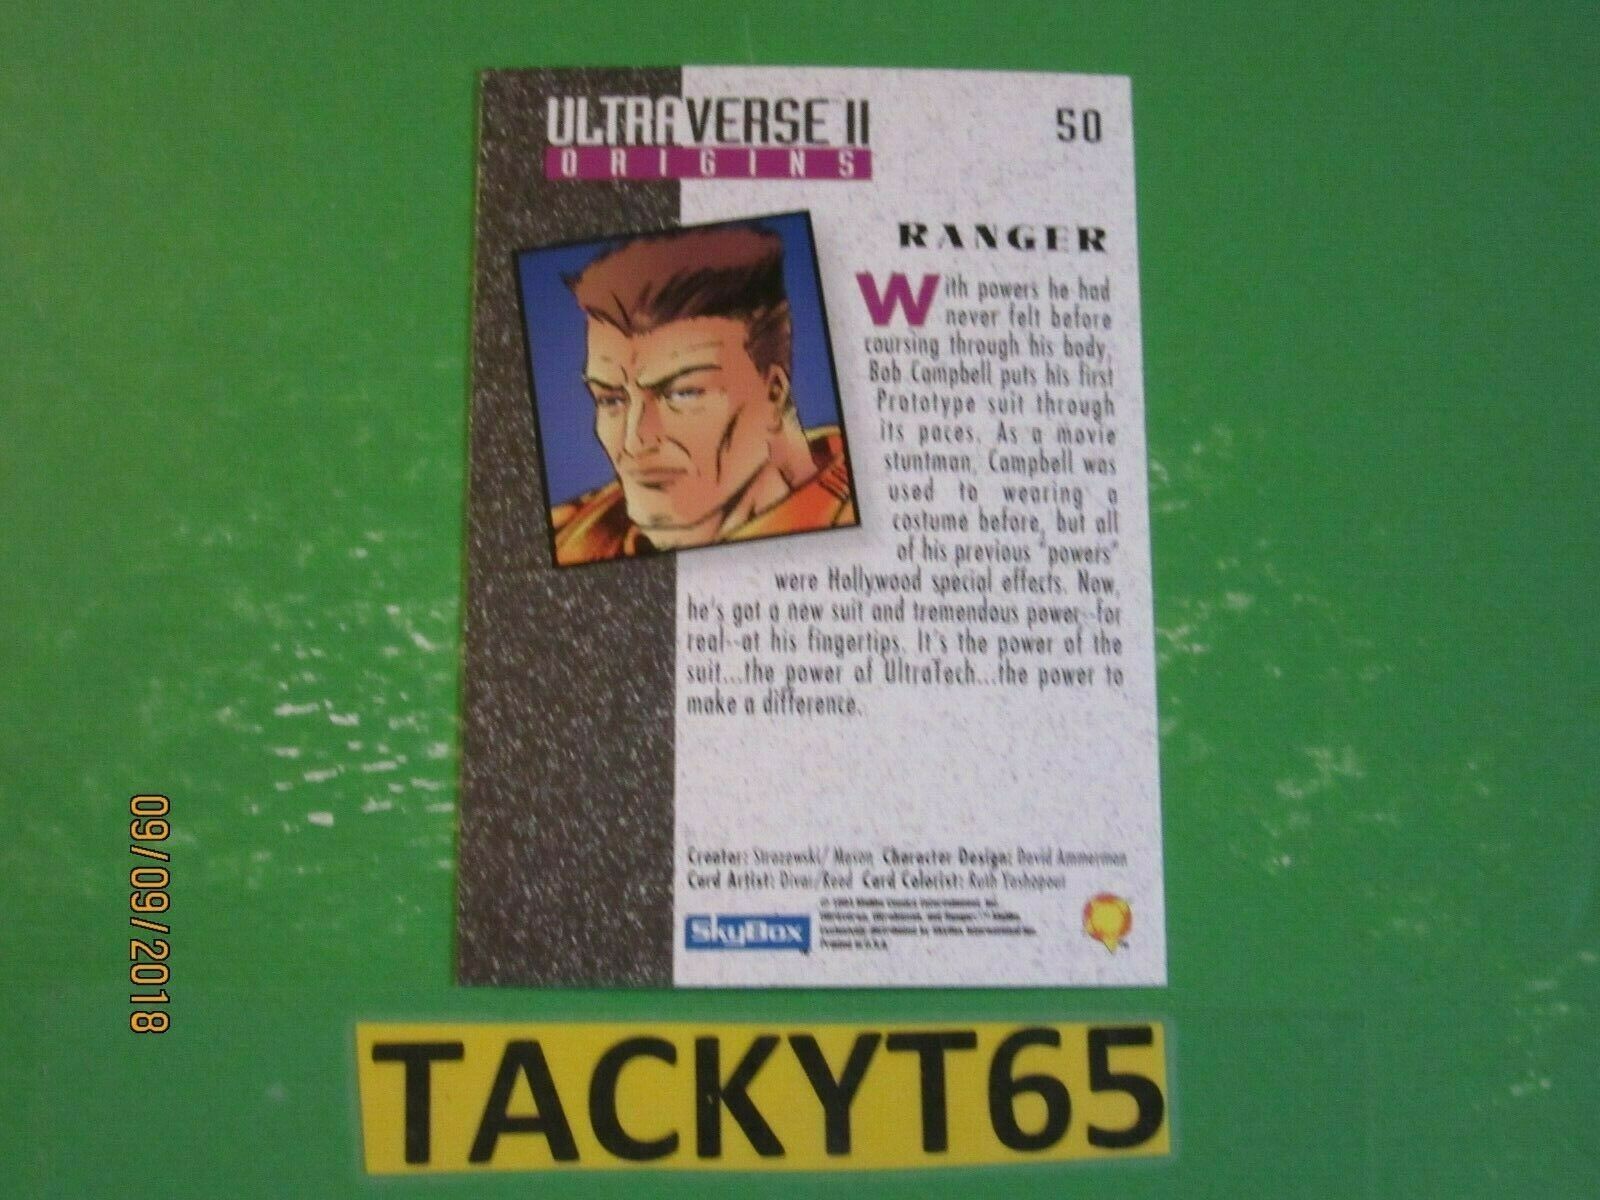 ULTRAVERSE II
ORIGINS
50
RANGER
With powers he had
never felt before
coursing through his body,
Bob Campbell puts his first
Prototype suit through
its paces. As a movie
stuntman, Campbell was
used to wearing a
costume before, but all
of his previous "powers"
were Hollywood special effects. Now,
he's got a new suit and tremendous power--for
real--at his fingertips. It's the power of the
suit...the power of UltraTech...the power to
make a difference.
Creator: Strazewski/ Mason Character Design: David Ammerman
Card Artist: Divar/Reed Card Colorist: Ruth
SkyBox
Printed in U.S.A.
09/09/2018
TACKYT65